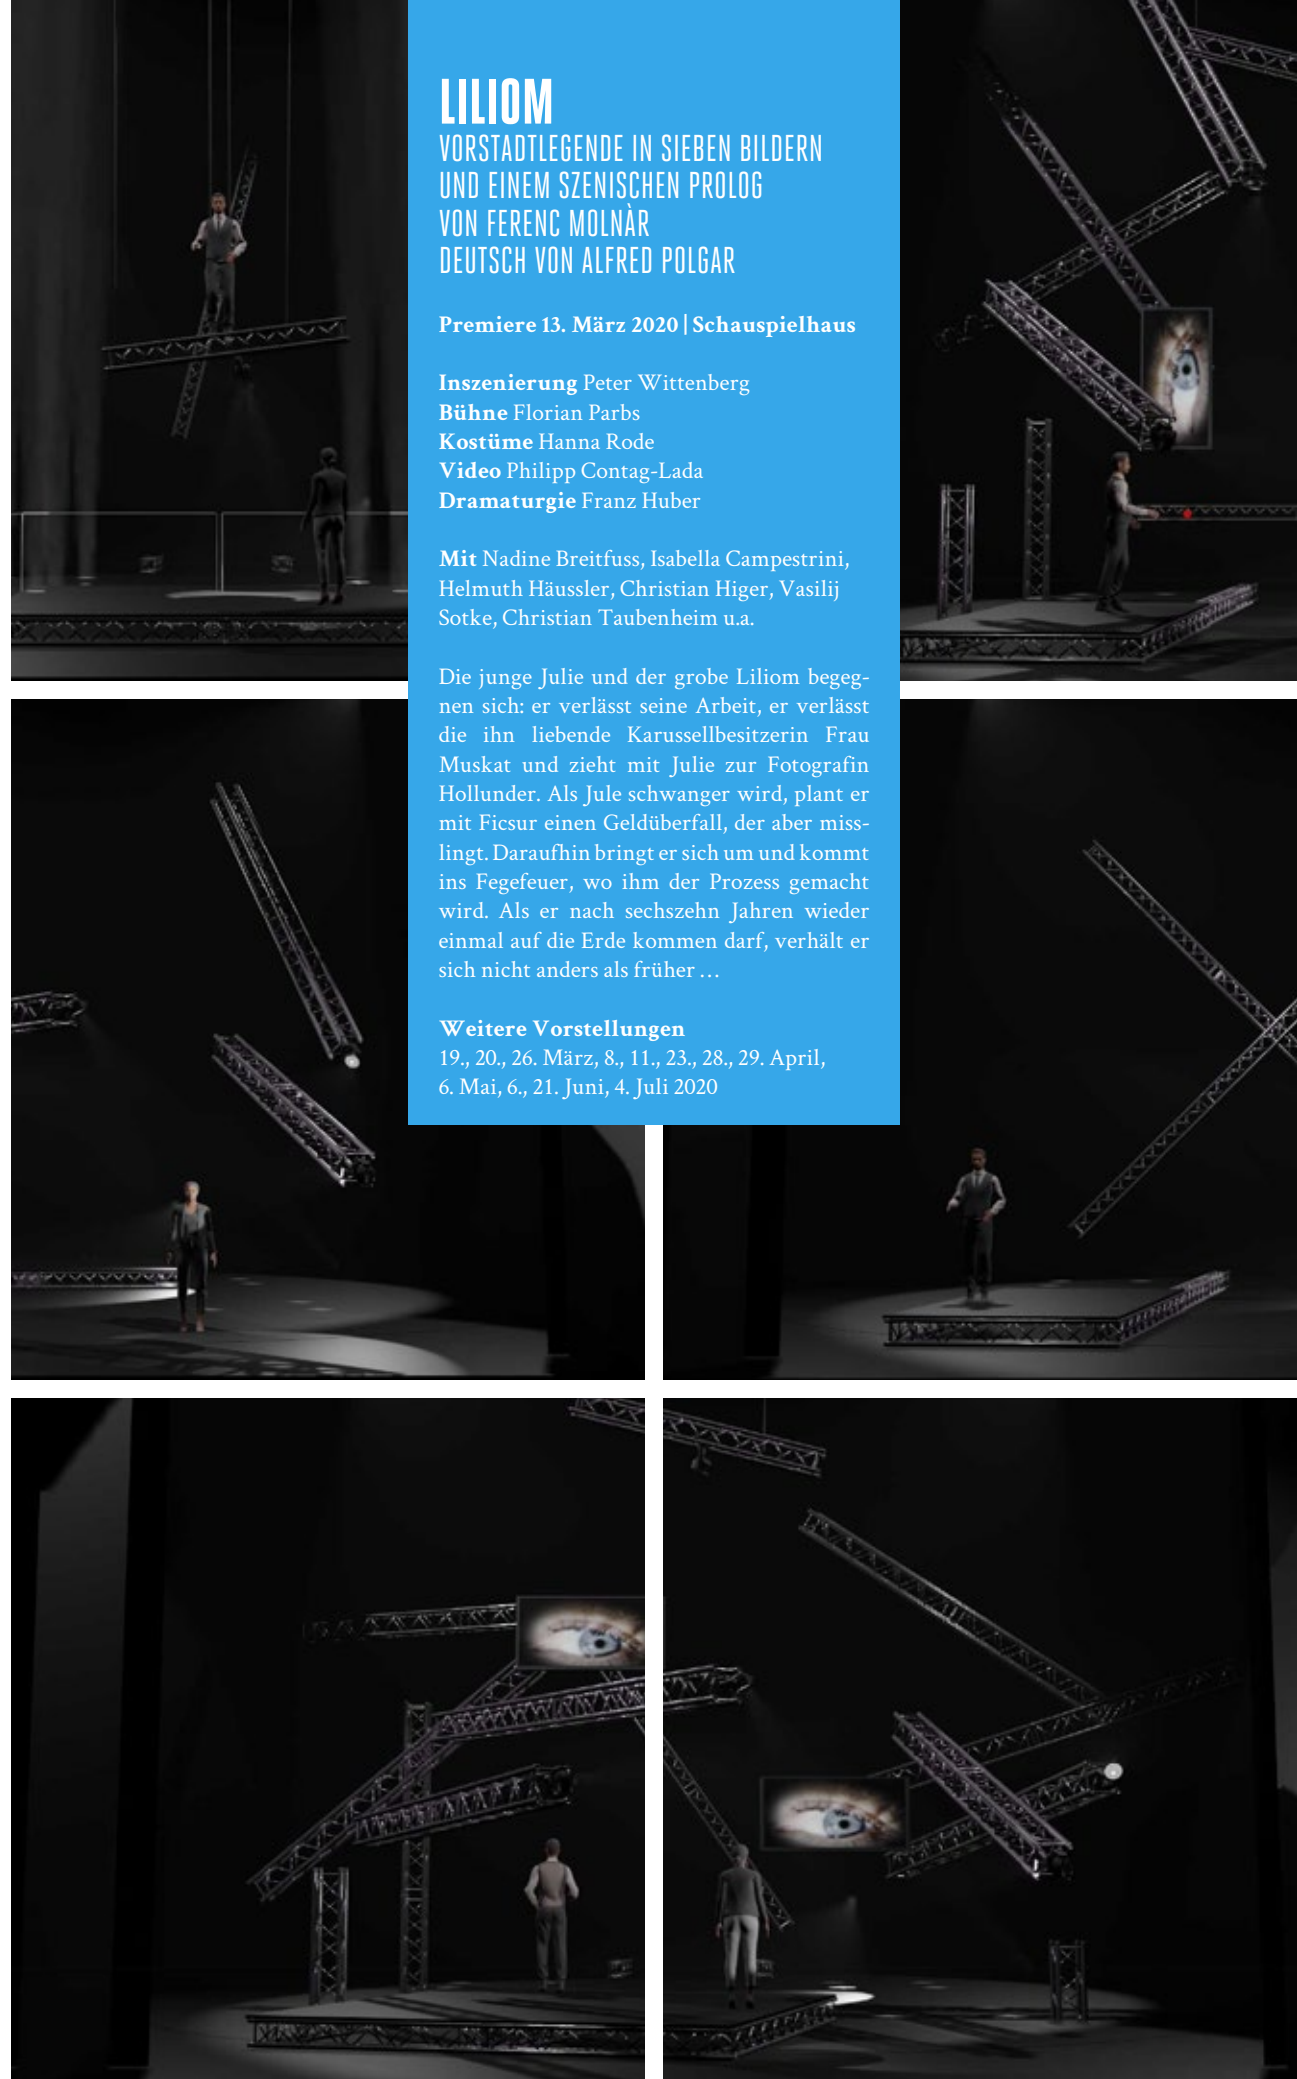 LILIOM
VORSTADTLEGENDE IN SIEBEN BILDERN
UND EINEM SZENISCHEN PROLOG
VON FERENC MOLNÀR
DEUTSCH VON ALFRED POLGAR
Premiere 13. März 2020 | Schauspielhaus
Inszenierung Peter Wittenberg
Bühne Florian Parbs
Kostüme Hanna Rode
Video Philipp Contag-Lada
Dramaturgie Franz Huber
Mit Nadine Breitfuss, Isabella Campestrini,
Helmuth Häussler, Christian Higer, Vasilij
Sotke, Christian Taubenheim u.a.
Die junge Julie und der grobe Liliom begeg-
nen sich: er verlässt seine Arbeit, er verlässt
die ihn liebende Karussellbesitzerin Frau
Muskat und zieht mit Julie zur Fotografin
Hollunder. Als Jule schwanger wird, plant er
mit Ficsur einen Geldüberfall, der aber miss-
lingt. Daraufhin bringt er sich um und kommt
ins Fegefeuer, wo ihm der Prozess gemacht
wird. Als er nach sechszehn Jahren wieder
einmal auf die Erde kommen darf, verhält er
sich nicht anders als früher …
Weitere Vorstellungen
19., 20., 26. März, 8., 11., 23., 28., 29. April,
6. Mai, 6., 21. Juni, 4. Juli 2020